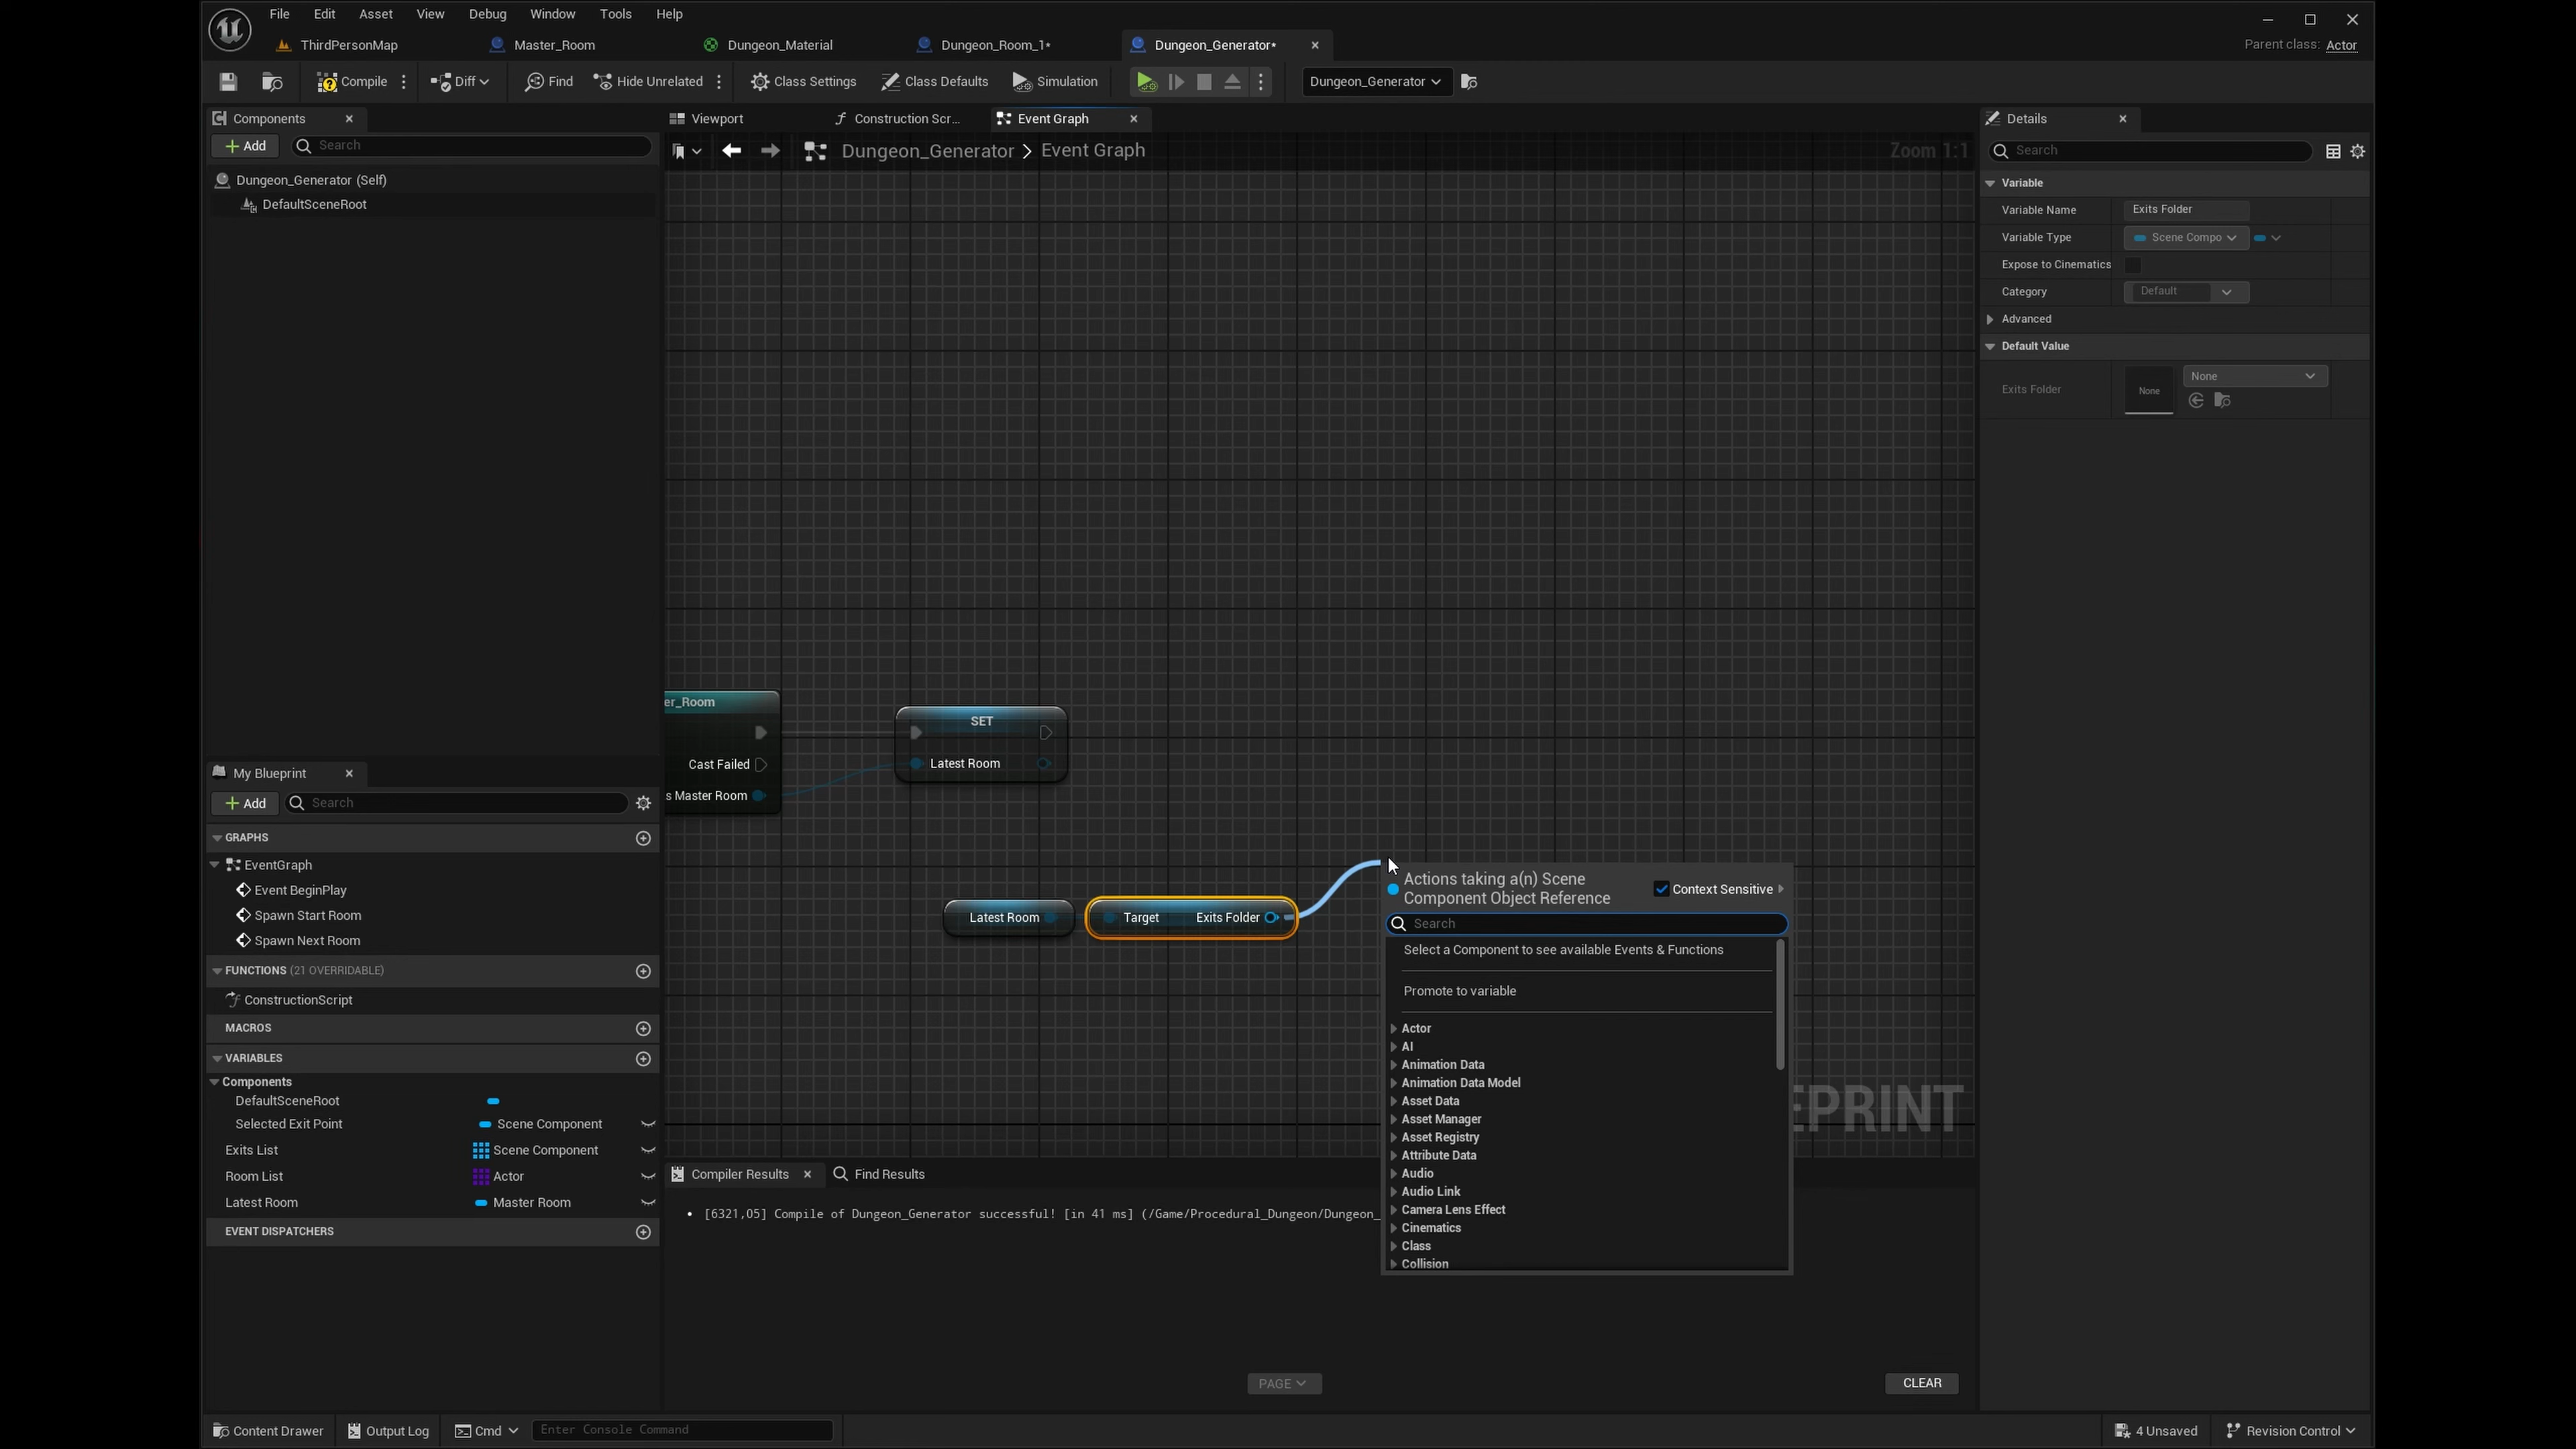 File Edit Asset View Debug Window Tools Help
ThirdPersonMap Master_Room Dungeon_Material Dungeon_Room_1* Dungeon_Generator*
Parent class: Actor
Compile Diff Find Hide Unrelated Class Settings Class Defaults Simulation Dungeon_Generator
Components
Add Search
Dungeon_Generator (Self)
DefaultSceneRoot
Viewport Construction Scr... Event Graph
Dungeon_Generator > Event Graph
Zoom 1:1
er_Room
Cast Failed
s Master Room
SET
Latest Room
Latest Room
Target Exits Folder
Actions taking a(n) Scene
Component Object Reference
Context Sensitive
Search
Select a Component to see available Events & Functions
Promote to variable
Actor
AI
Animation Data
Animation Data Model
Asset Data
Asset Manager
Asset Registry
Attribute Data
Audio
Audio Link
Camera Lens Effect
Cinematics
Class
Collision
EPRINT
My Blueprint
Add Search
GRAPHS
EventGraph
Event BeginPlay
Spawn Start Room
Spawn Next Room
FUNCTIONS (21 OVERRIDABLE)
ConstructionScript
MACROS
VARIABLES
Components
DefaultSceneRoot
Selected Exit Point Scene Component
Exits List Scene Component
Room List Actor
Latest Room Master Room
EVENT DISPATCHERS
Compiler Results Find Results
[6321,05] Compile of Dungeon_Generator successful! [in 41 ms] (/Game/Procedural_Dungeon/Dungeon_
PAGE
CLEAR
Details
Search
Variable
Variable Name Exits Folder
Variable Type Scene Compo
Expose to Cinematics
Category Default
Advanced
Default Value
Exits Folder None None
Content Drawer Output Log Cmd Enter Console Command
4 Unsaved Revision Control